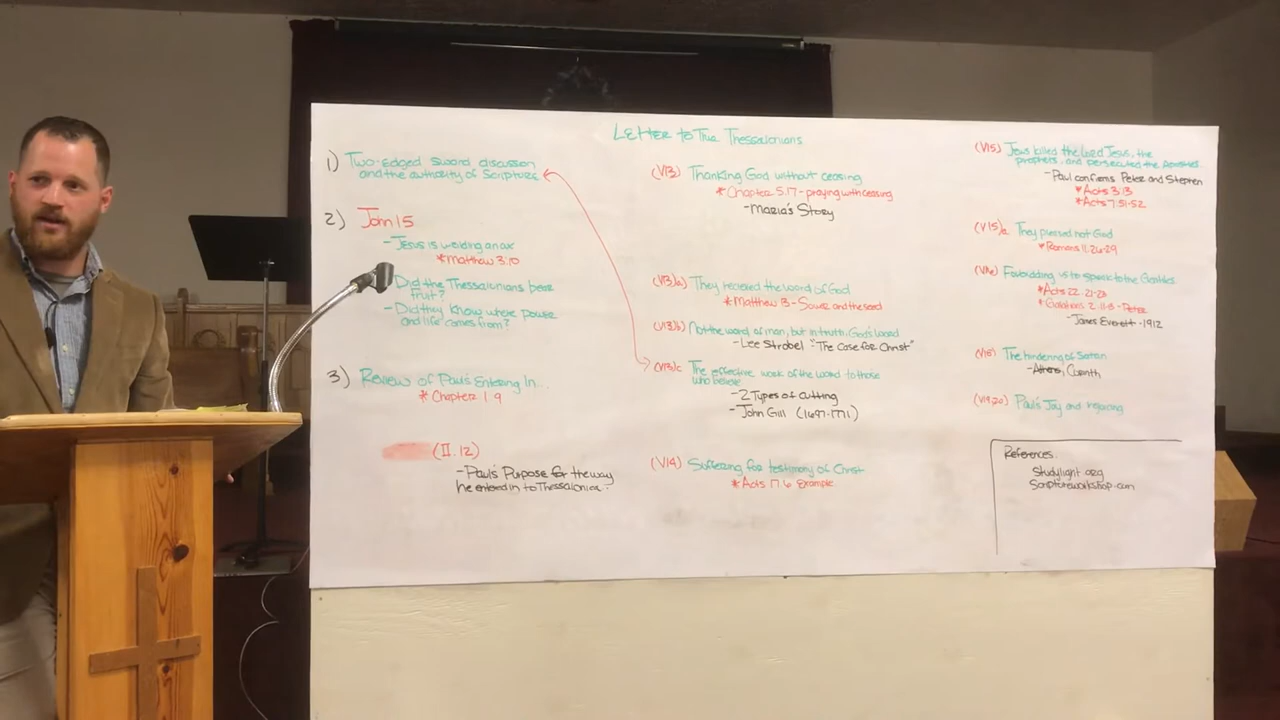 Letter to The Thessalonians
1) Two-edged sword discussion
and the authority of Scripture
2) John 15
- Jesus is welding an ax
*Matthew 3:10
Did the Thessalonians bear
fruit?
- Did they know where power
and life comes from?
3) Review of Paul's Entering In...
* Chapter 1.9
(II.12)
- Paul's Purpose for the way
he entered in to Thessalonica.
(V13) Thanking God without ceasing
* Chapter 5.17 - praying with ceasing
- Maria's Story
(V13)a) They recieved the word of God
* Matthew 13 - Sower and the seed
(V13)b) Not the word of man, but in truth, God's word
- Lee Strobel "The Case for Christ"
(V13)c The effective work of the word to those
who believe
- 2 Types of cutting
- John Gill (1697-1771)
(V14) Suffering for testimony of Christ
* Acts 17.6 Example
(V15) Jews killed the Lord Jesus, the
prophets, and persecuted the Apostles.
- Paul confirms Peter and Stephen
* Acts 3:13
* Acts 7:51-52
(V15)a They pleased not God
* Romans 11.26-29
(V16) Forbidding us to speak to the Gentiles
* Acts 22.21-23
* Galatians 2.11-13 - Peter
- James Everett - 1912
(V18) The hindering of Satan
- Athens, Corinth
(V19,20) Paul's Joy and rejoicing
References.
Studylight.org
Scriptureworkshop.com